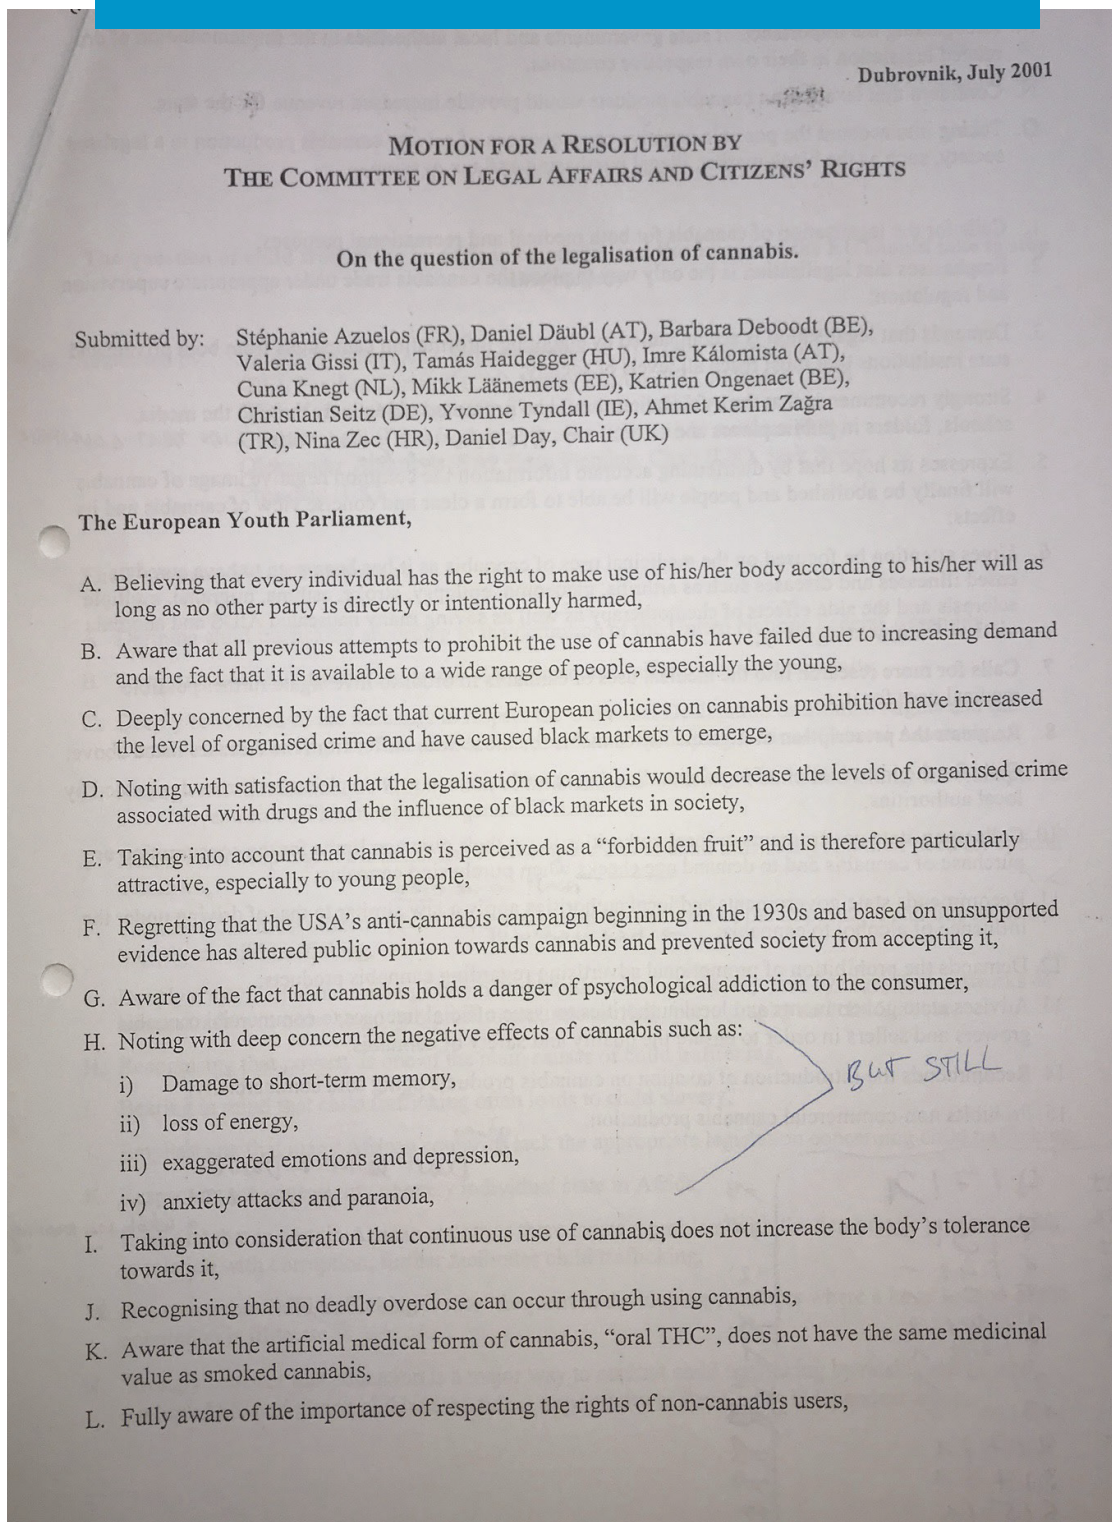 Dubrovnik, July 2001
MOTION FOR A RESOLUTION BY
THE COMMITTEE ON LEGAL AFFAIRS AND CITIZENS' RIGHTS
On the question of the legalisation of cannabis.
Submitted by: Stéphanie Azuelos (FR), Daniel Däubl (AT), Barbara Deboodt (BE),
Valeria Gissi (IT), Tamás Haidegger (HU), Imre Kálomista (AT),
Cuna Knegt (NL), Mikk Läänemets (EE), Katrien Ongenaet (BE),
Christian Seitz (DE), Yvonne Tyndall (IE), Ahmet Kerim Zağra
(TR), Nina Zec (HR), Daniel Day, Chair (UK)
The European Youth Parliament,
A. Believing that every individual has the right to make use of his/her body according to his/her will as
long as no other party is directly or intentionally harmed,
B. Aware that all previous attempts to prohibit the use of cannabis have failed due to increasing demand
and the fact that it is available to a wide range of people, especially the young,
C. Deeply concerned by the fact that current European policies on cannabis prohibition have increased
the level of organised crime and have caused black markets to emerge,
D. Noting with satisfaction that the legalisation of cannabis would decrease the levels of organised crime
associated with drugs and the influence of black markets in society,
E. Taking into account that cannabis is perceived as a “forbidden fruit” and is therefore particularly
attractive, especially to young people,
F. Regretting that the USA's anti-cannabis campaign beginning in the 1930s and based on unsupported
evidence has altered public opinion towards cannabis and prevented society from accepting it,
G. Aware of the fact that cannabis holds a danger of psychological addiction to the consumer,
H. Noting with deep concern the negative effects of cannabis such as:
i) Damage to short-term memory,
BUT STILL
ii) loss of energy,
iii) exaggerated emotions and depression,
iv) anxiety attacks and paranoia,
I. Taking into consideration that continuous use of cannabis does not increase the body's tolerance
towards it,
J. Recognising that no deadly overdose can occur through using cannabis,
K. Aware that the artificial medical form of cannabis, “oral THC”, does not have the same medicinal
value as smoked cannabis,
L. Fully aware of the importance of respecting the rights of non-cannabis users,